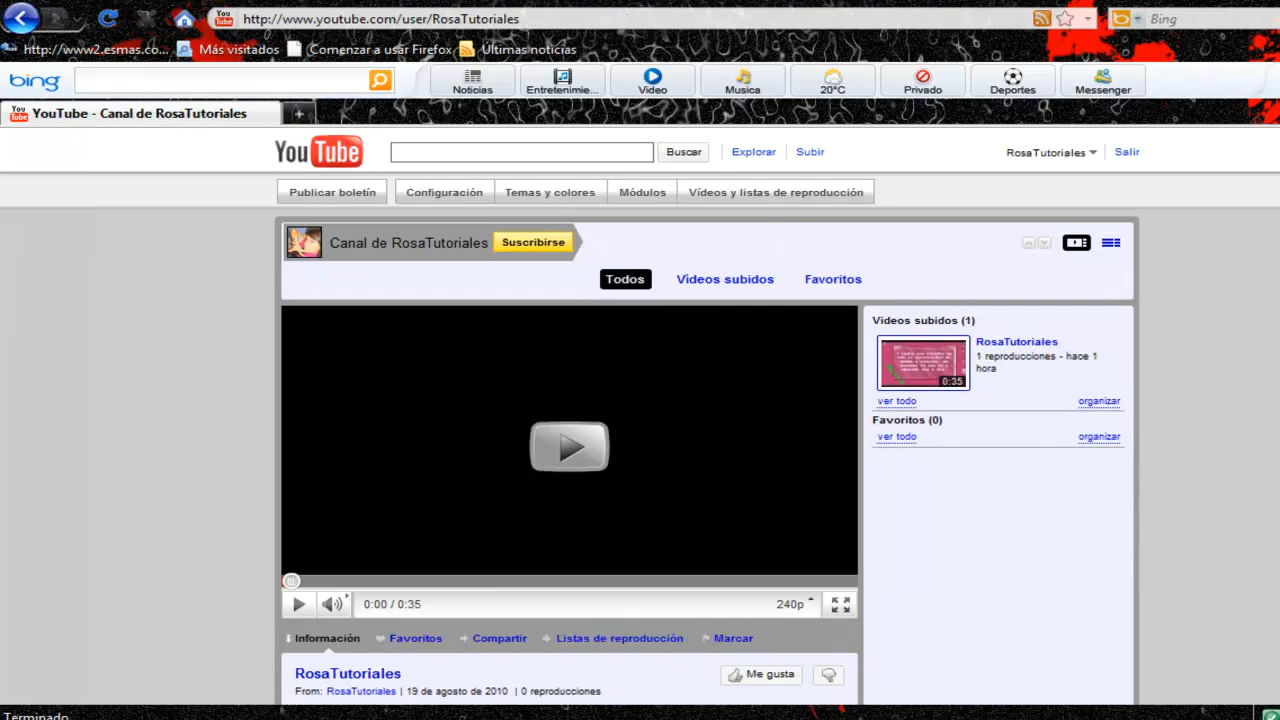 http://www.youtube.com/user/RosaTutoriales
Bing
http://www2.esmas.co... Más visitados Comenzar a usar Firefox Últimas noticias
bing Noticias Entretenimie... Video Musica 20°C Privado Deportes Messenger
YouTube - Canal de RosaTutoriales
YouTube Buscar Explorar Subir RosaTutoriales Salir
Publicar boletín Configuración Temas y colores Módulos Vídeos y listas de reproducción
Canal de RosaTutoriales Suscribirse
Todos Vídeos subidos Favoritos
Videos subidos (1)
RosaTutoriales
1 reproducciones - hace 1
hora
0:35
ver todo organizar
Favoritos (0)
ver todo organizar
0:00 / 0:35 240p
Información Favoritos Compartir Listas de reproducción Marcar
RosaTutoriales Me gusta
From: RosaTutoriales | 19 de agosto de 2010 | 0 reproducciones
Terminado